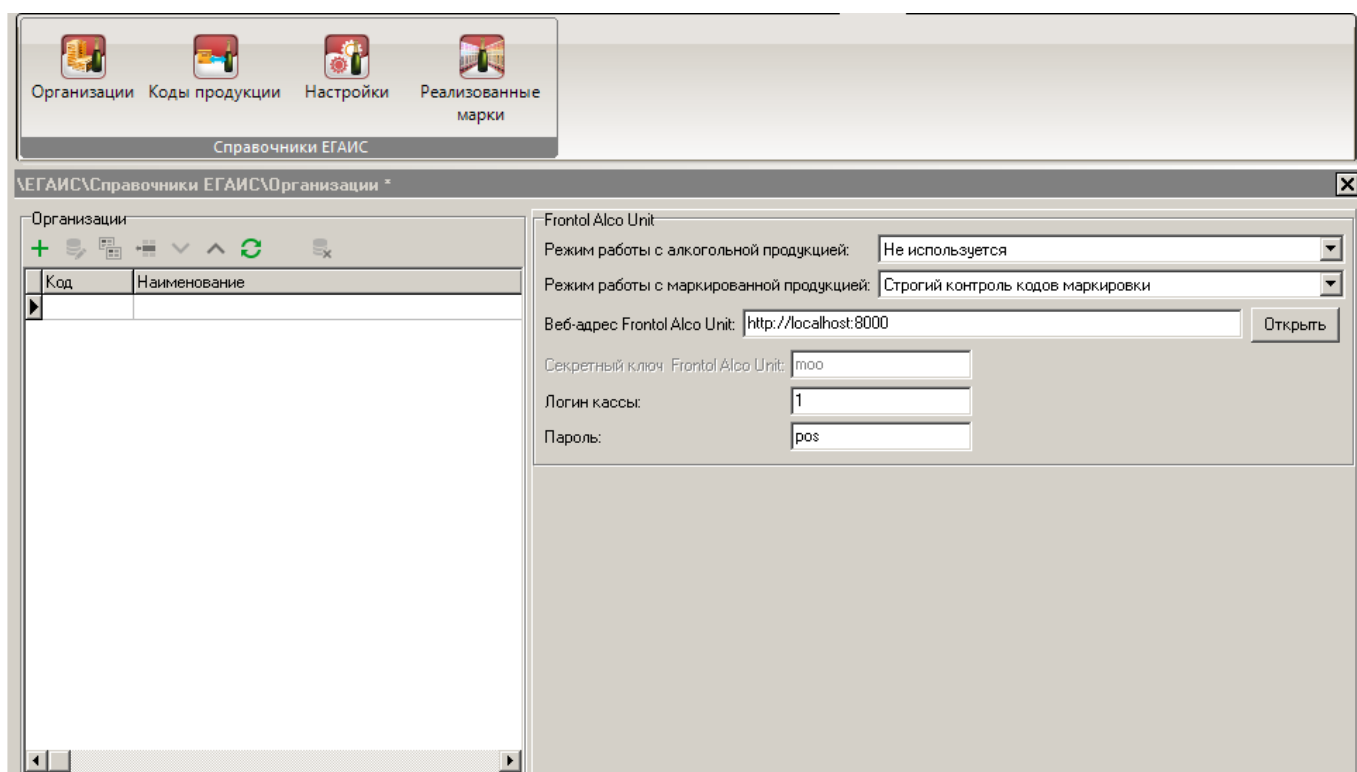 Организации Коды продукции Настройки Реализованные
марки
Справочники ЕГАИС
\ЕГАИС\Справочники ЕГАИС\Организации *
Организации
Код Наименование
Frontol Alco Unit
Режим работы с алкогольной продукцией: Не используется
Режим работы с маркированной продукцией: Строгий контроль кодов маркировки
Веб-адрес Frontol Alco Unit: http://localhost:8000 Открыть
Секретный ключ Frontol Alco Unit: moo
Логин кассы: 1
Пароль: pos